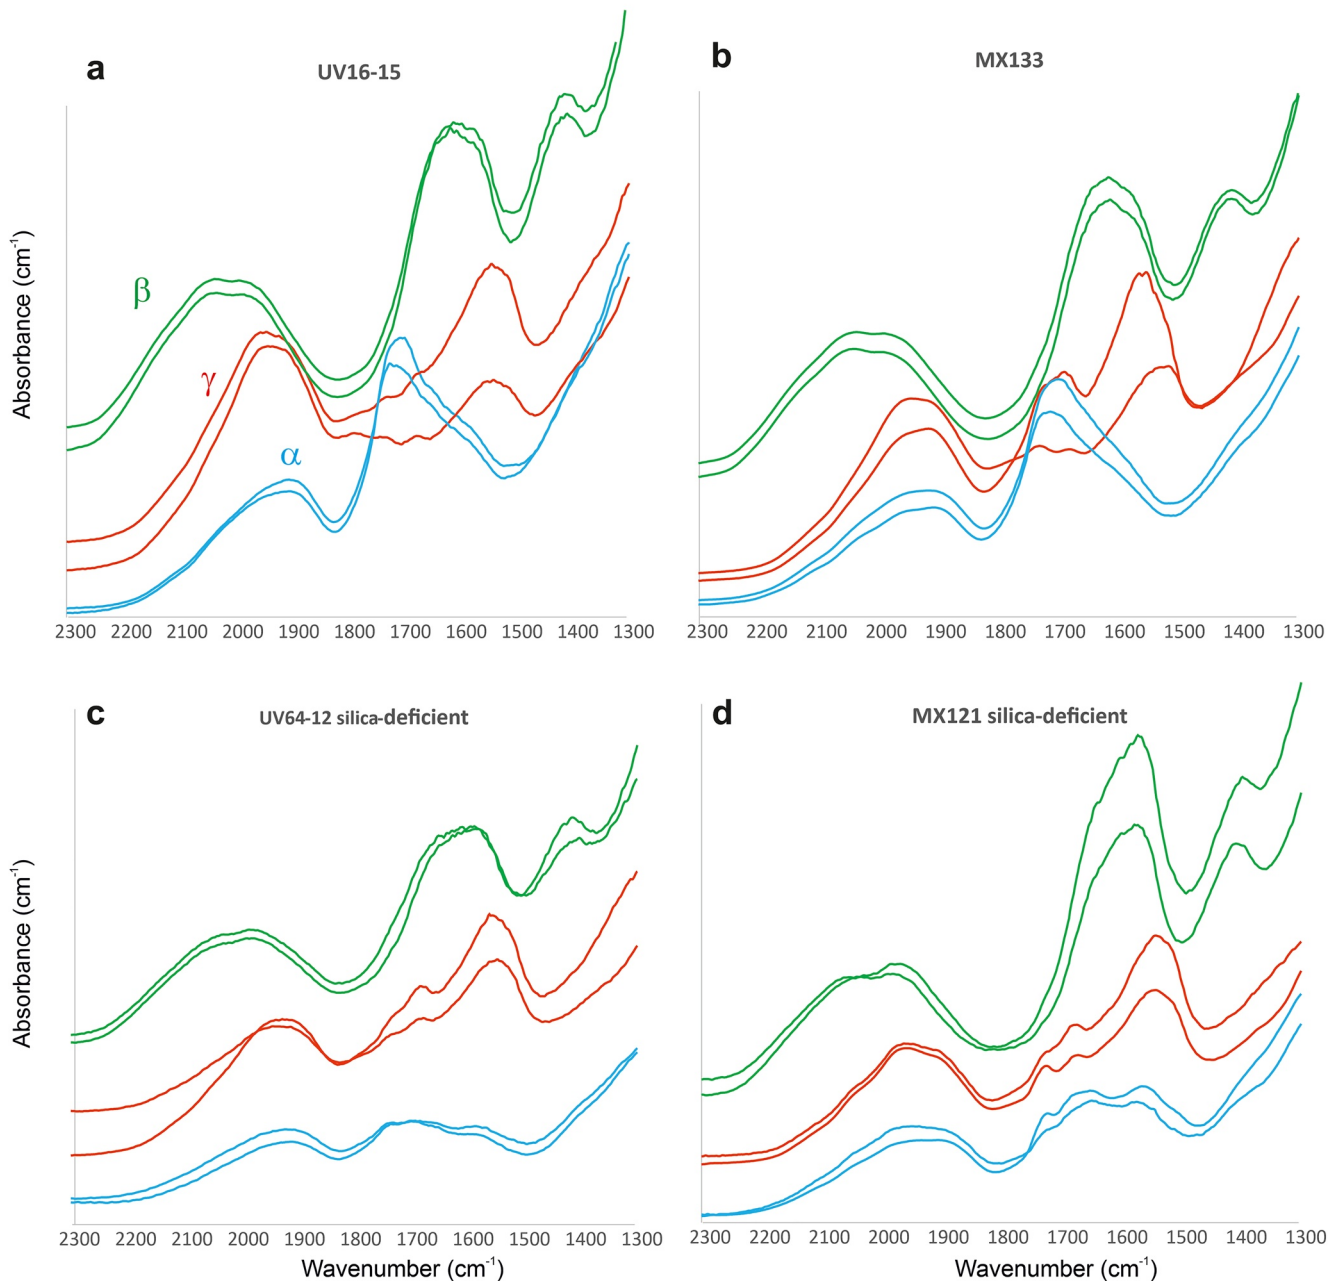 a
UV16-15
b
MX133
Absorbance (cm-1)
β
γ
α
2300 2200 2100 2000 1900 1800 1700 1600 1500 1400 1300
2300 2200 2100 2000 1900 1800 1700 1600 1500 1400 1300
c
UV64-12 silica-deficient
d
MX121 silica-deficient
Absorbance (cm-1)
2300 2200 2100 2000 1900 1800 1700 1600 1500 1400 1300
Wavenumber (cm-1)
2300 2200 2100 2000 1900 1800 1700 1600 1500 1400 1300
Wavenumber (cm-1)